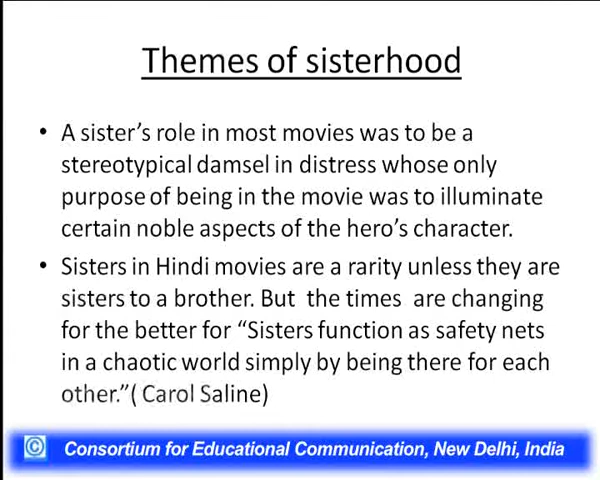 Themes of sisterhood
• A sister's role in most movies was to be a
stereotypical damsel in distress whose only
purpose of being in the movie was to illuminate
certain noble aspects of the hero's character.
• Sisters in Hindi movies are a rarity unless they are
sisters to a brother. But the times are changing
for the better for “Sisters function as safety nets
in a chaotic world simply by being there for each
other.”( Carol Saline)
© Consortium for Educational Communication, New Delhi, India